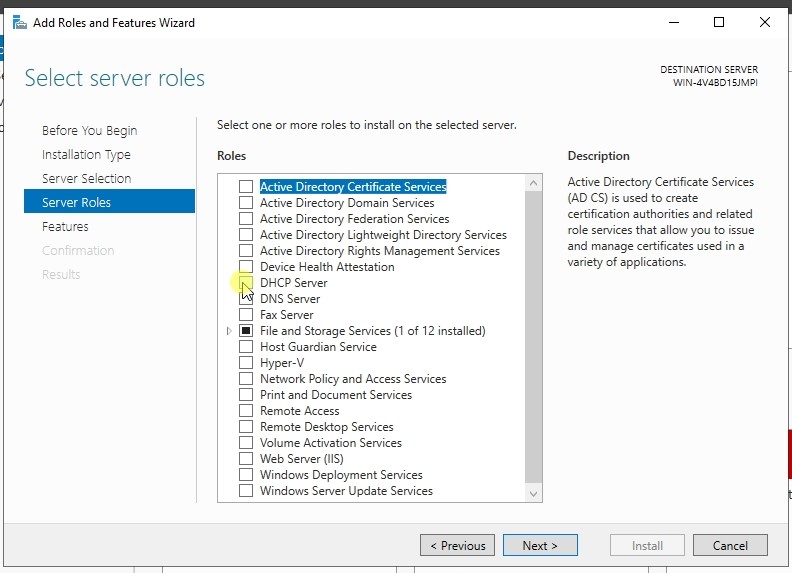 Add Roles and Features Wizard
Select server roles
DESTINATION SERVER
WIN-4V4BD15JMPI
Before You Begin
Installation Type
Server Selection
Server Roles
Features
Confirmation
Results
Select one or more roles to install on the selected server.
Roles
Active Directory Certificate Services
Active Directory Domain Services
Active Directory Federation Services
Active Directory Lightweight Directory Services
Active Directory Rights Management Services
Device Health Attestation
DHCP Server
DNS Server
Fax Server
File and Storage Services (1 of 12 installed)
Host Guardian Service
Hyper-V
Network Policy and Access Services
Print and Document Services
Remote Access
Remote Desktop Services
Volume Activation Services
Web Server (IIS)
Windows Deployment Services
Windows Server Update Services
Description
Active Directory Certificate Services
(AD CS) is used to create
certification authorities and related
role services that allow you to issue
and manage certificates used in a
variety of applications.
< Previous
Next >
Install
Cancel